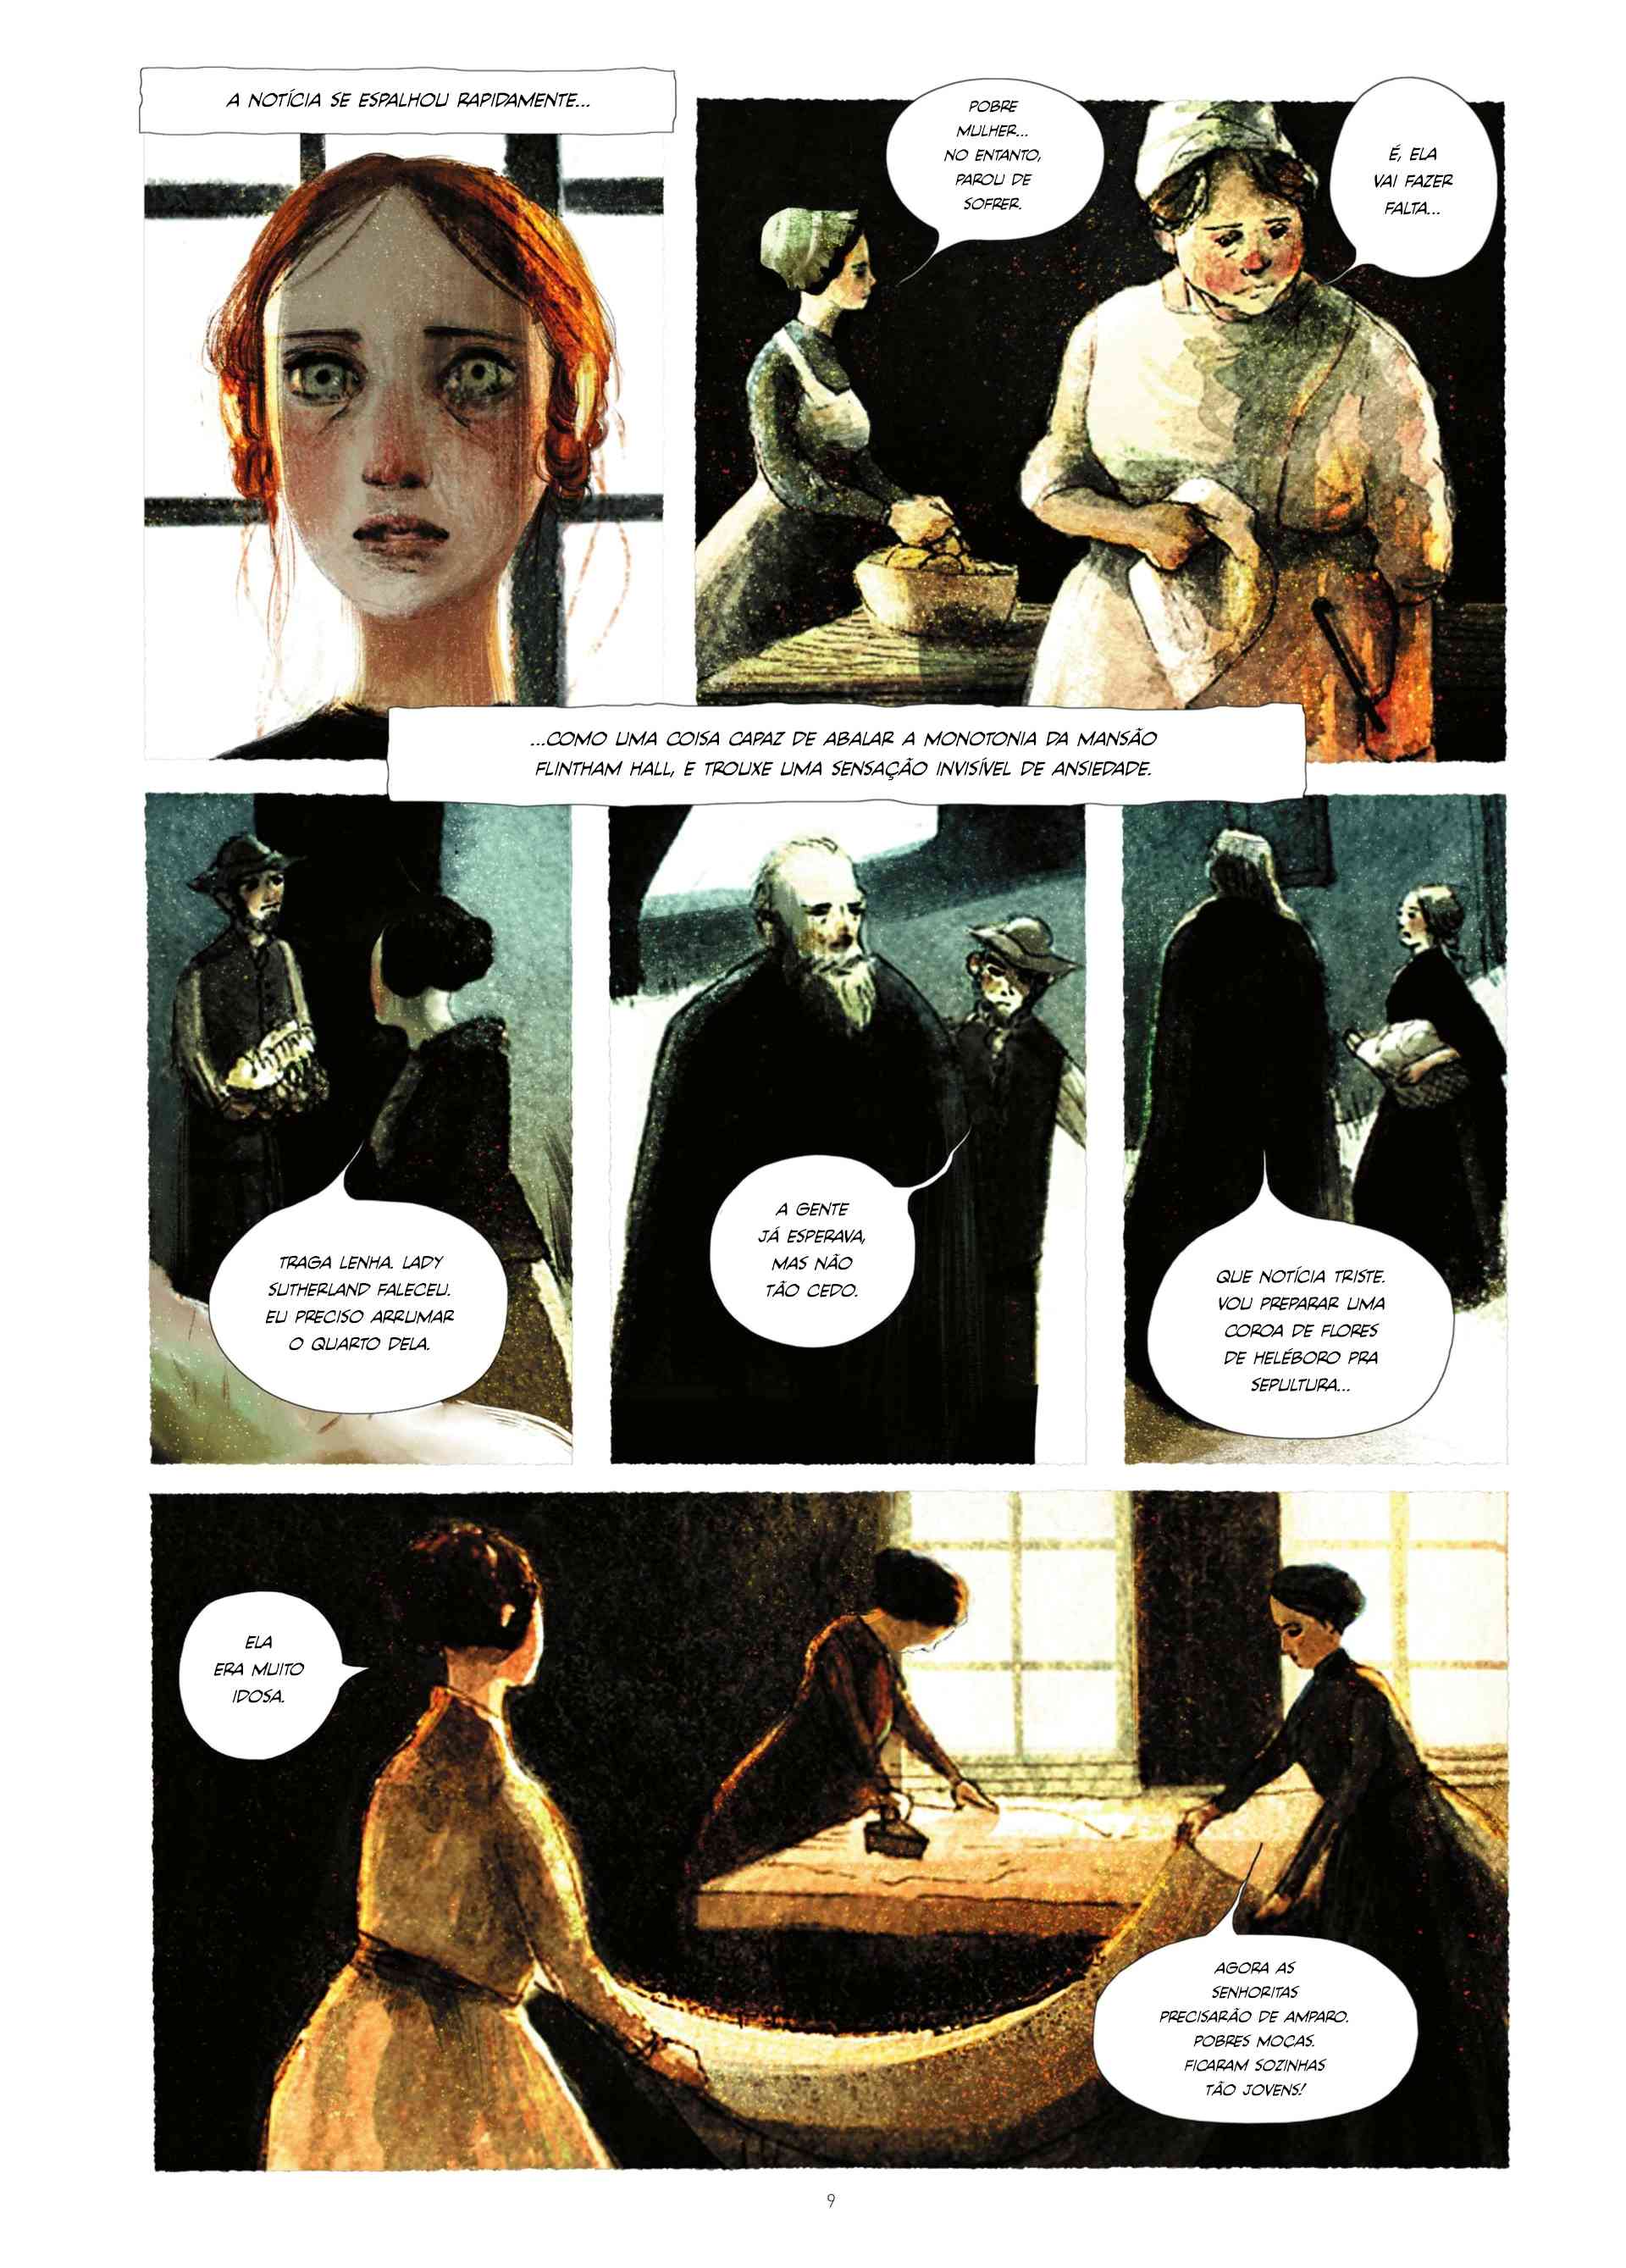 A NOTÍCIA SE ESPALHOU RAPIDAMENTE...
POBRE
MULHER...
NO ENTANTO,
PAROU DE
SOFRER.
É, ELA
VAI FAZER
FALTA...
...COMO UMA COISA CAPAZ DE ABALAR A MONOTONIA DA MANSÃO
FLINTHAM HALL, E TROUXE UMA SENSAÇÃO INVISÍVEL DE ANSIEDADE.
TRAGA LENHA. LADY
SUTHERLAND FALECEU.
EU PRECISO ARRUMAR
O QUARTO DELA.
A GENTE
JÁ ESPERAVA,
MAS NÃO
TÃO CEDO.
QUE NOTÍCIA TRISTE.
VOU PREPARAR UMA
COROA DE FLORES
DE HELÉBORO PRA
SEPULTURA...
ELA
ERA MUITO
IDOSA.
AGORA AS
SENHORITAS
PRECISARÃO DE AMPARO.
POBRES MOÇAS.
FICARAM SOZINHAS
TÃO JOVENS!
9